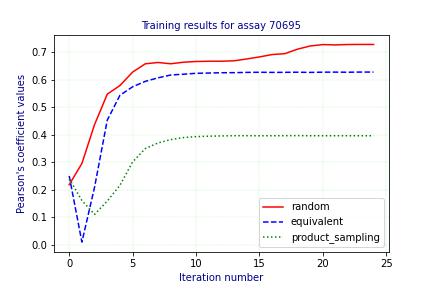 Training results for assay 70695
Pearson's coefficient values
0.7
0.6
0.5
0.4
0.3
0.2
0.1
0.0
random
equivalent
product_sampling
0 5 10 15 20 25
Iteration number